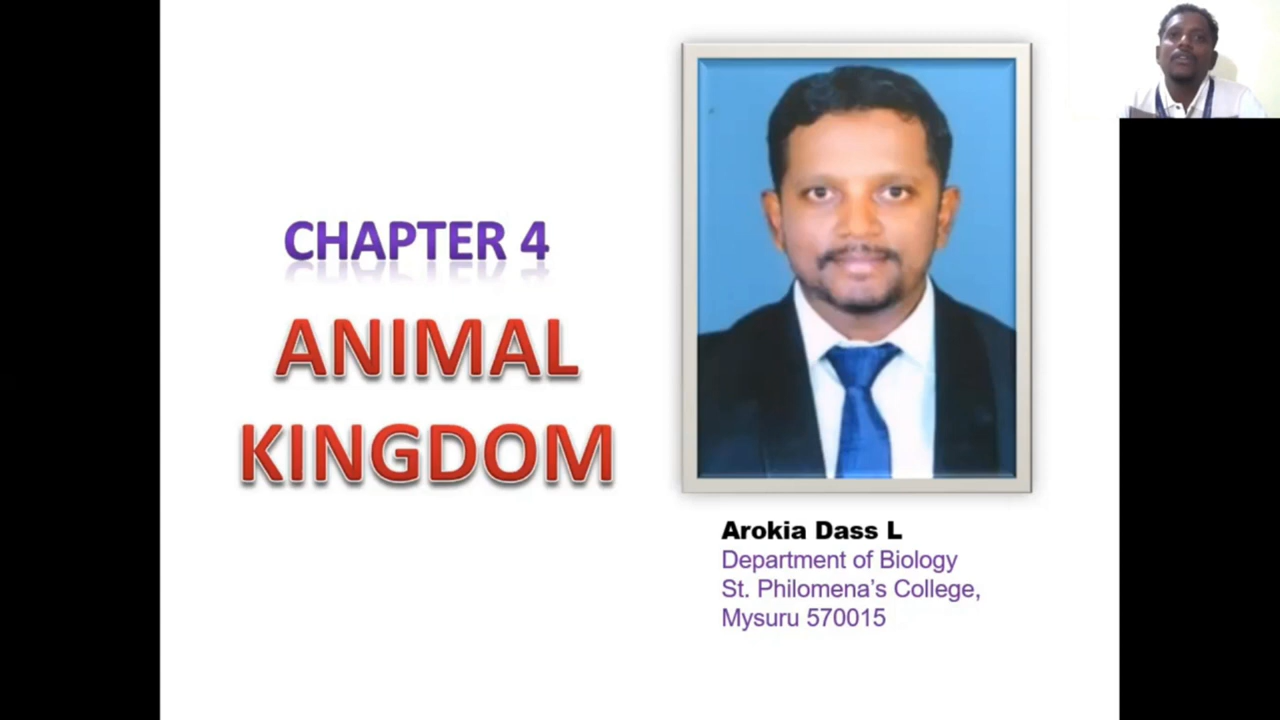 CHAPTER 4
ANIMAL
KINGDOM
Arokia Dass L
Department of Biology
St. Philomena's College,
Mysuru 570015